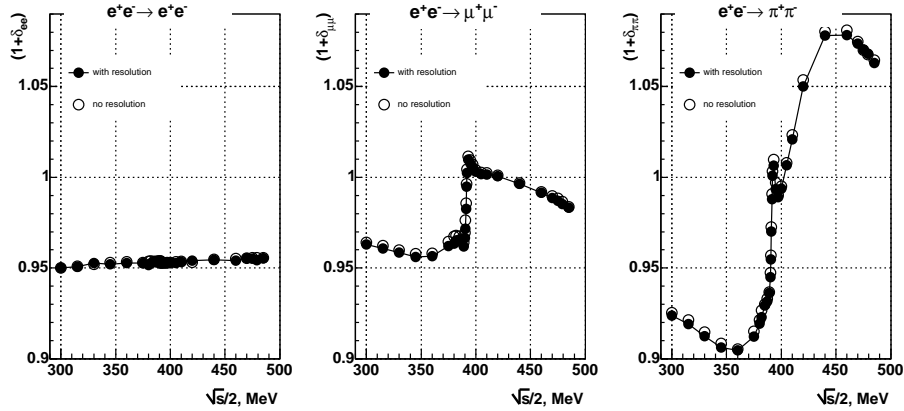 e⁺e⁻→ e⁺e⁻
(1+δee)
1.05
1
0.95
0.9
with resolution
no resolution
300 350 400 450 500
√s/2, MeV
e⁺e⁻→ μ⁺μ⁻
(1+δμμ)
1.05
1
0.95
0.9
with resolution
no resolution
300 350 400 450 500
√s/2, MeV
e⁺e⁻→ π⁺π⁻
(1+δππ)
1.05
1
0.95
0.9
with resolution
no resolution
300 350 400 450 500
√s/2, MeV